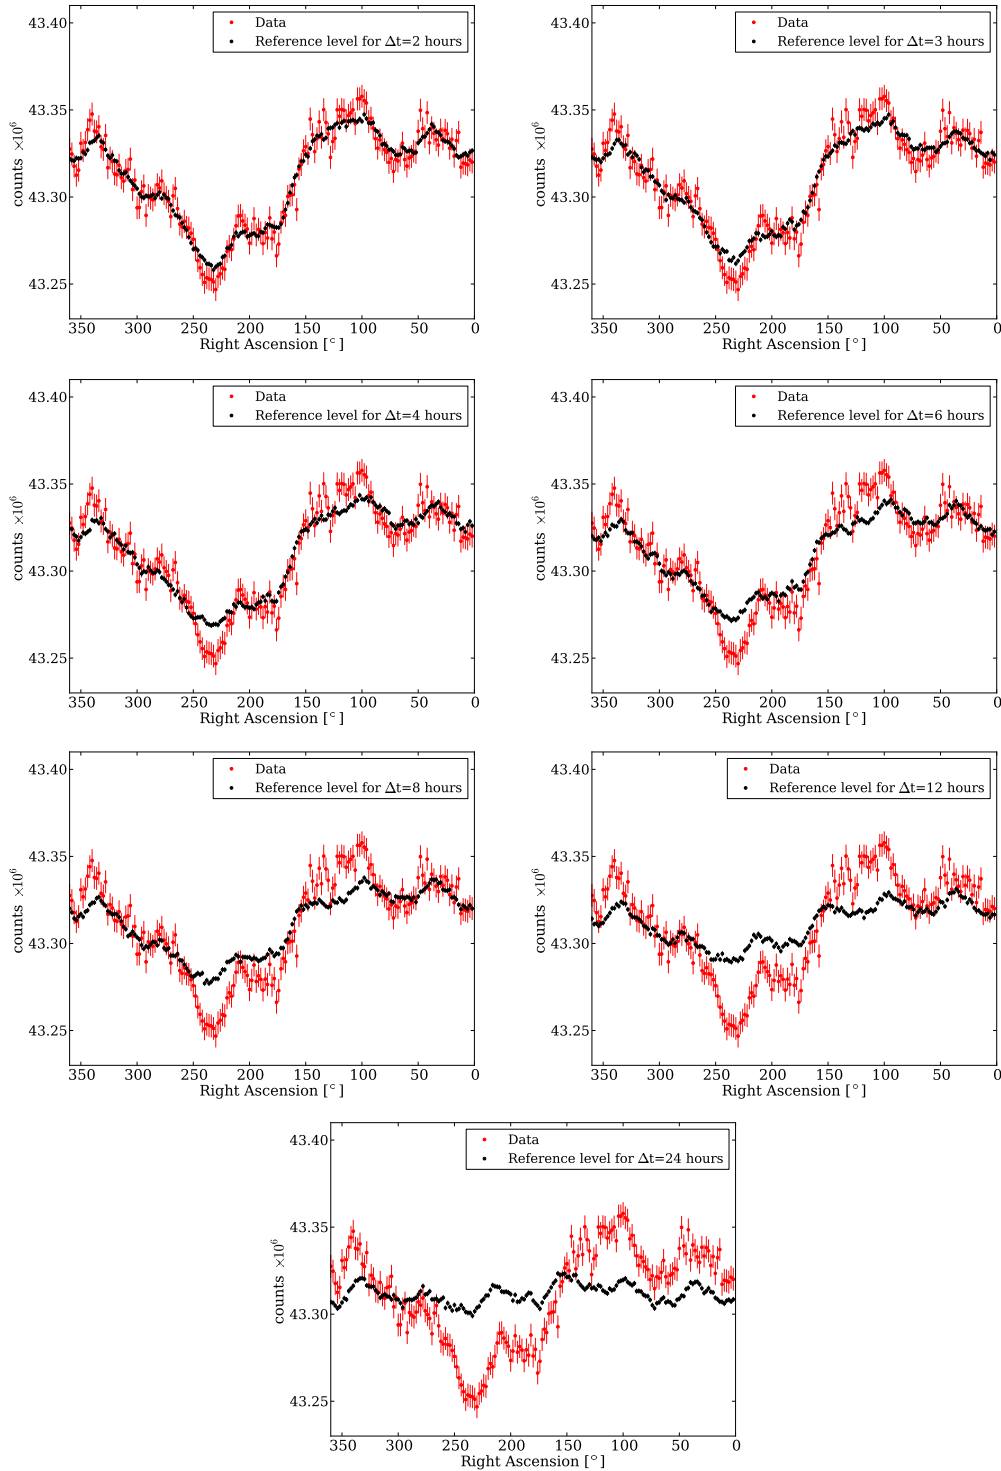 43.40
43.35
43.30
43.25
counts ×10⁶
Data
Reference level for Δt=2 hours
350 300 250 200 150 100 50 0
Right Ascension [°]
43.40
43.35
43.30
43.25
counts ×10⁶
Data
Reference level for Δt=3 hours
350 300 250 200 150 100 50 0
Right Ascension [°]
43.40
43.35
43.30
43.25
counts ×10⁶
Data
Reference level for Δt=4 hours
350 300 250 200 150 100 50 0
Right Ascension [°]
43.40
43.35
43.30
43.25
counts ×10⁶
Data
Reference level for Δt=6 hours
350 300 250 200 150 100 50 0
Right Ascension [°]
43.40
43.35
43.30
43.25
counts ×10⁶
Data
Reference level for Δt=8 hours
350 300 250 200 150 100 50 0
Right Ascension [°]
43.40
43.35
43.30
43.25
counts ×10⁶
Data
Reference level for Δt=12 hours
350 300 250 200 150 100 50 0
Right Ascension [°]
43.40
43.35
43.30
43.25
counts ×10⁶
Data
Reference level for Δt=24 hours
350 300 250 200 150 100 50 0
Right Ascension [°]